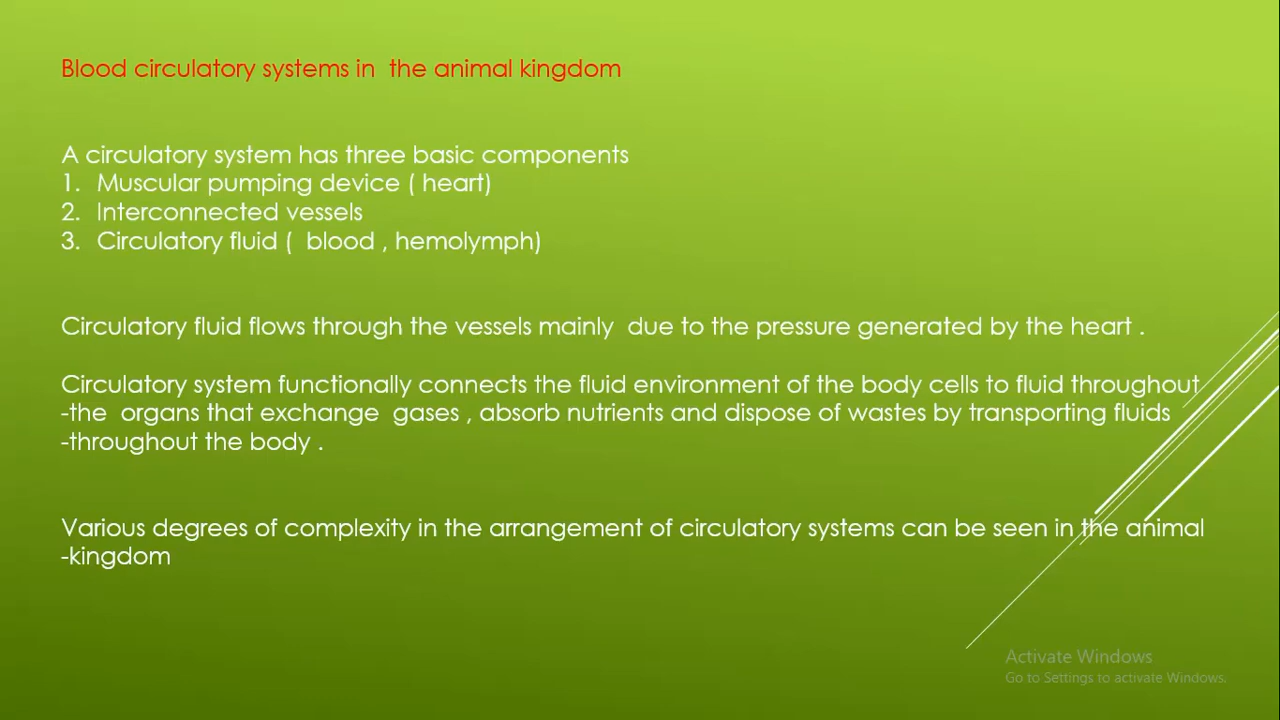 Blood circulatory systems in  the animal kingdom
A circulatory system has three basic components
1. Muscular pumping device ( heart)
2. Interconnected vessels
3. Circulatory fluid (  blood , hemolymph)
Circulatory fluid flows through the vessels mainly  due to the pressure generated by the heart .
Circulatory system functionally connects the fluid environment of the body cells to fluid throughout
-the  organs that exchange  gases , absorb nutrients and dispose of wastes by transporting fluids
-throughout the body .
Various degrees of complexity in the arrangement of circulatory systems can be seen in the animal
-kingdom
Activate Windows
Go to Settings to activate Windows.